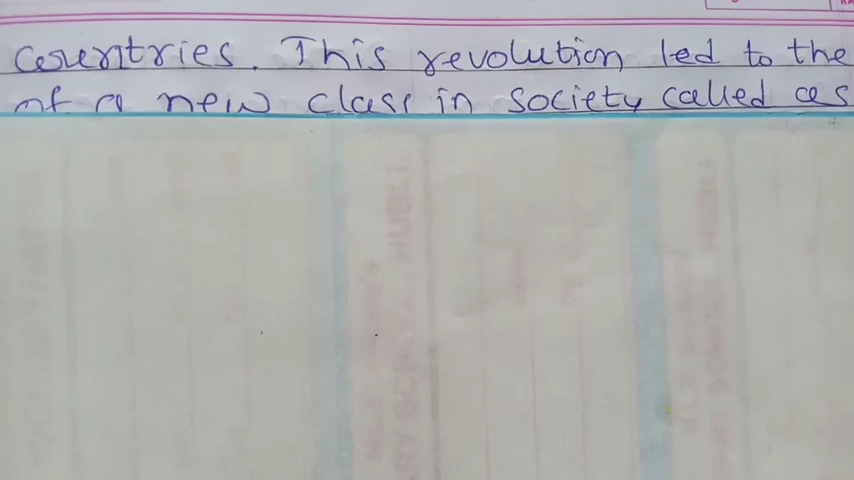 countries. This revolution led to the
of a new class in society called as